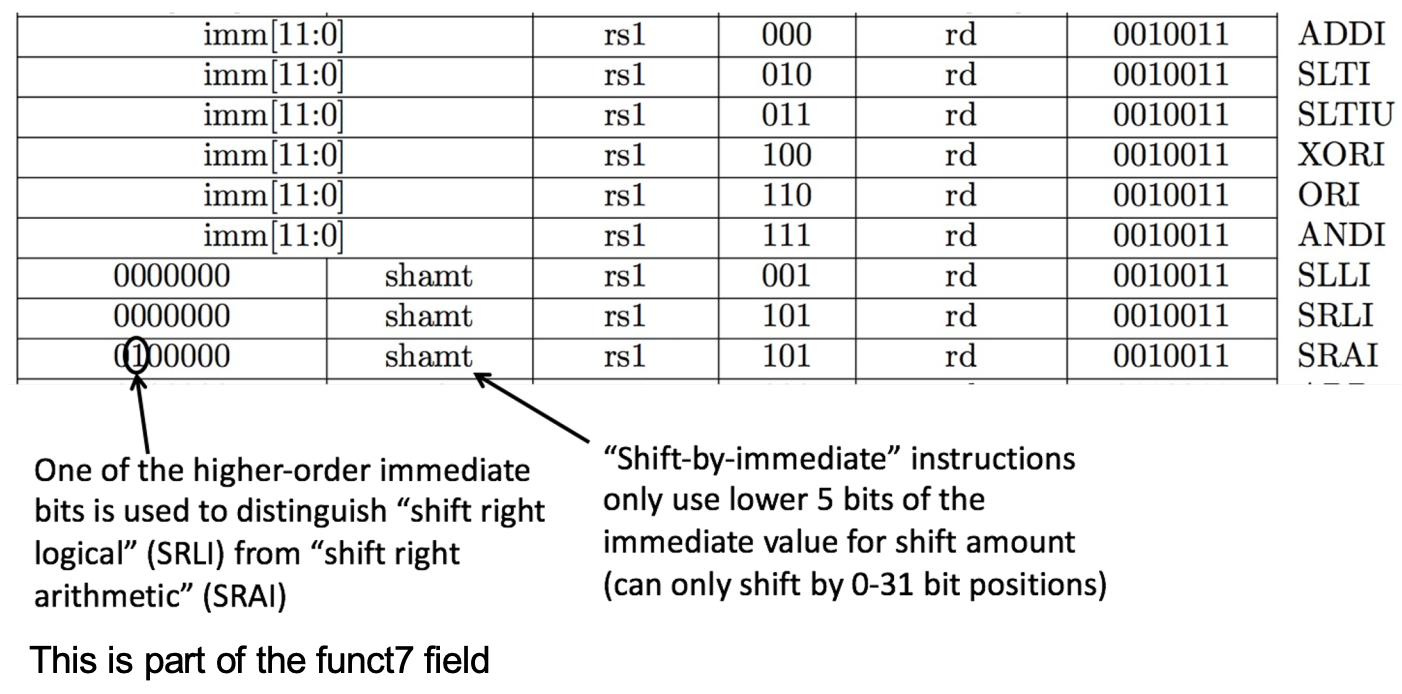 imm[11:0] rs1 000 rd 0010011 ADDI
imm[11:0] rs1 010 rd 0010011 SLTI
imm[11:0] rs1 011 rd 0010011 SLTIU
imm[11:0] rs1 100 rd 0010011 XORI
imm[11:0] rs1 110 rd 0010011 ORI
imm[11:0] rs1 111 rd 0010011 ANDI
0000000 shamt rs1 001 rd 0010011 SLLI
0000000 shamt rs1 101 rd 0010011 SRLI
0100000 shamt rs1 101 rd 0010011 SRAI
One of the higher-order immediate
bits is used to distinguish “shift right
logical” (SRLI) from “shift right
arithmetic” (SRAI)
“Shift-by-immediate” instructions
only use lower 5 bits of the
immediate value for shift amount
(can only shift by 0-31 bit positions)
This is part of the funct7 field